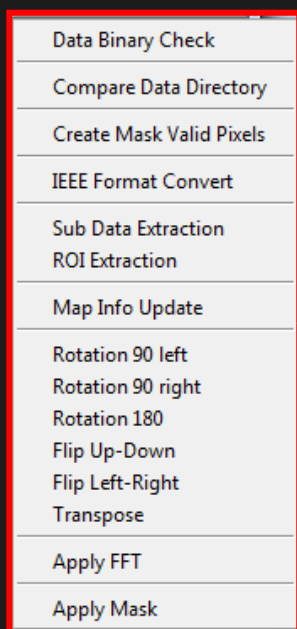 Data Binary Check
Compare Data Directory
Create Mask Valid Pixels
IEEE Format Convert
Sub Data Extraction
ROI Extraction
Map Info Update
Rotation 90 left
Rotation 90 right
Rotation 180
Flip Up-Down
Flip Left-Right
Transpose
Apply FFT
Apply Mask